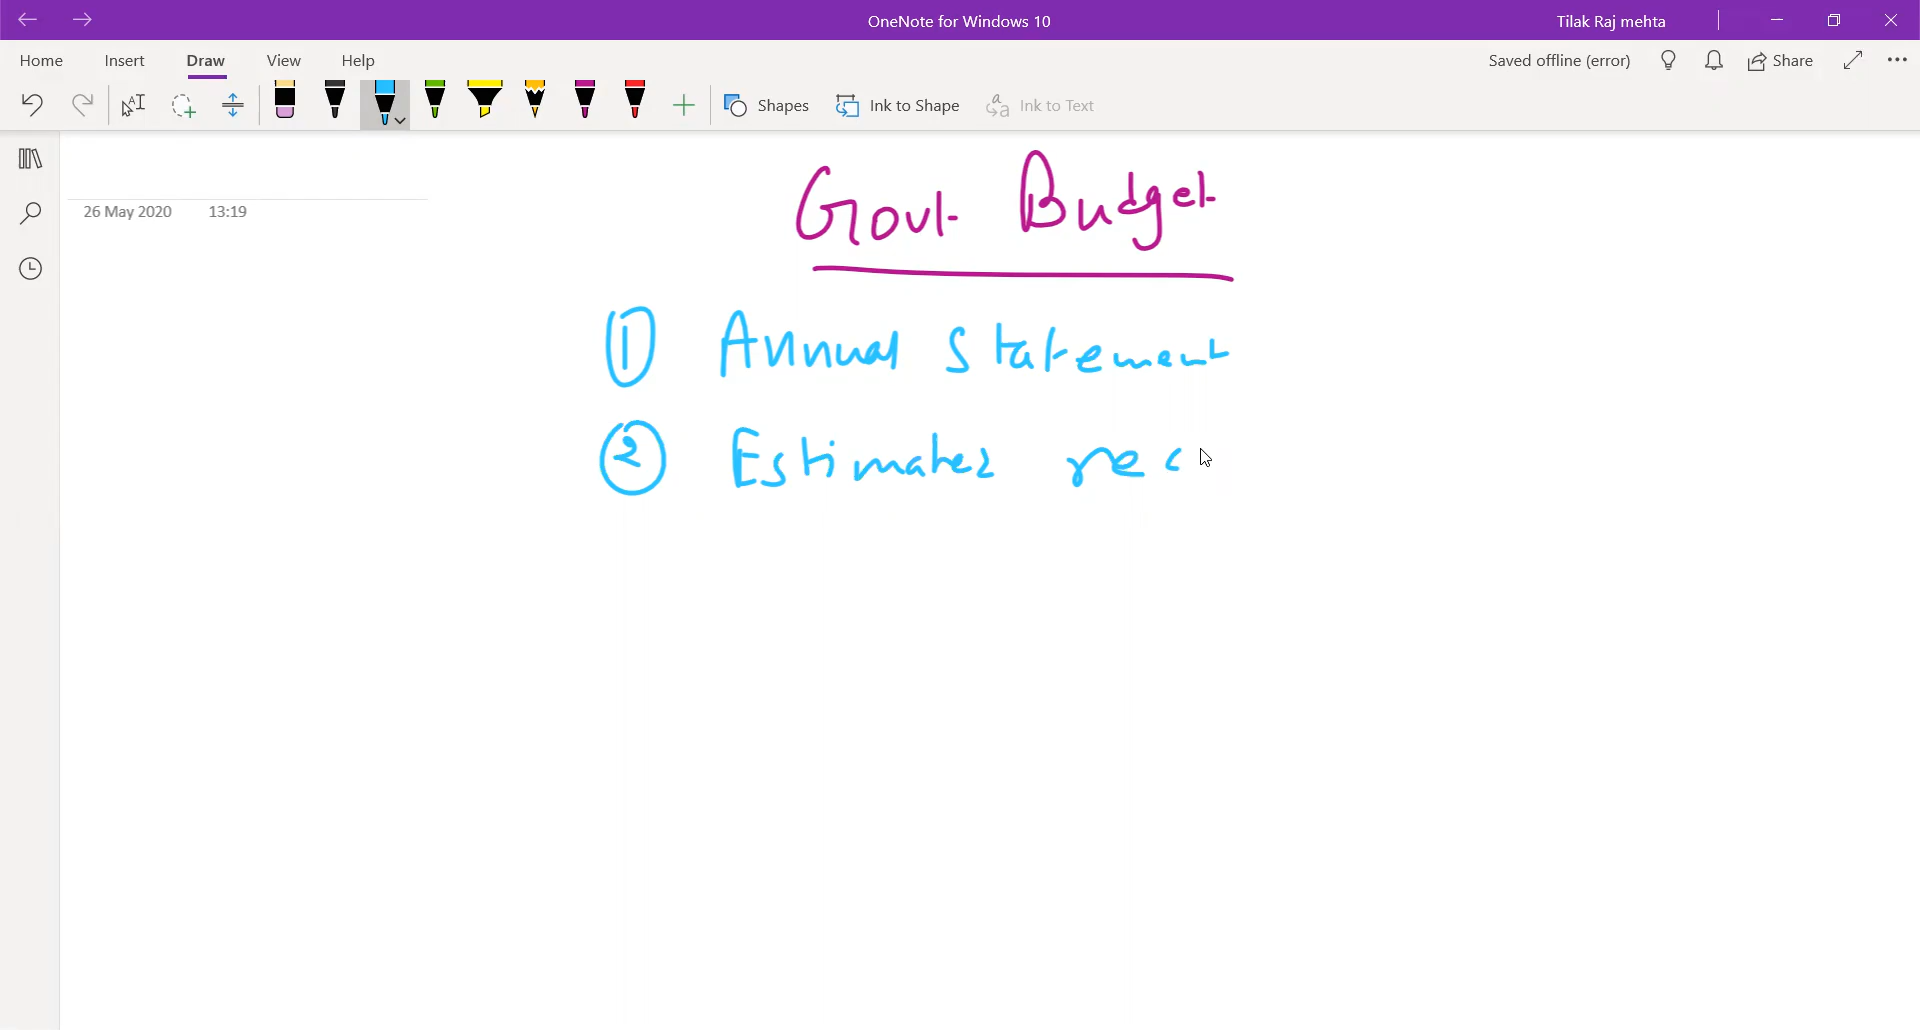 OneNote for Windows 10
Tilak Raj mehta
Home Insert Draw View Help
Saved offline (error) Share
Shapes Ink to Shape Ink to Text
26 May 2020 13:19
Govt Budget
① Annual Statement
② Estimates rec